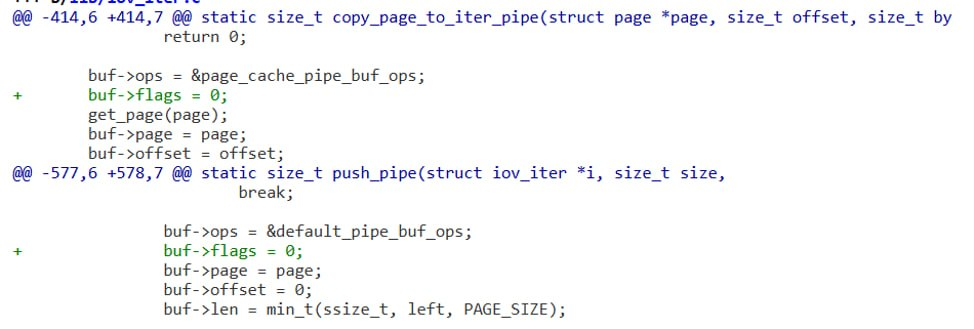 +++ b/lib/iov_iter.c
@@ -414,6 +414,7 @@ static size_t copy_page_to_iter_pipe(struct page *page, size_t offset, size_t by
return 0;
buf->ops = &page_cache_pipe_buf_ops;
+ buf->flags = 0;
get_page(page);
buf->page = page;
buf->offset = offset;
@@ -577,6 +578,7 @@ static size_t push_pipe(struct iov_iter *i, size_t size,
break;
buf->ops = &default_pipe_buf_ops;
+ buf->flags = 0;
buf->page = page;
buf->offset = 0;
buf->len = min_t(ssize_t, left, PAGE_SIZE);